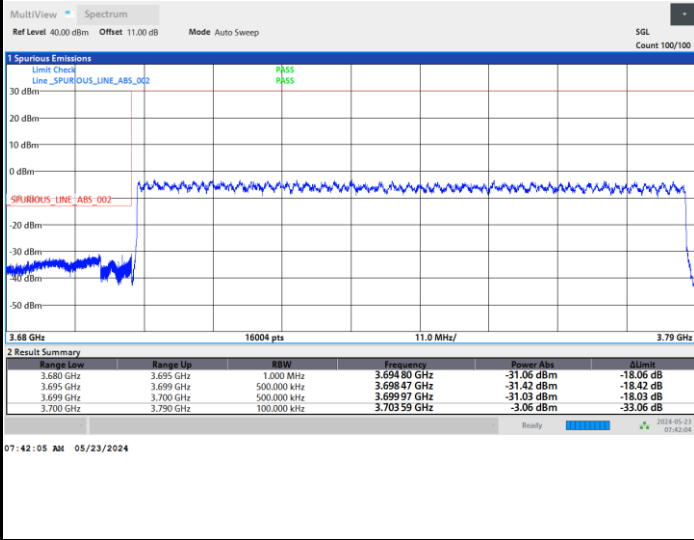 MultiView Spectrum
Ref Level 40.00 dBm Offset 11.00 dB Mode Auto Sweep SGL
Count 100/100
1 Spurious Emissions
Limit Check PASS
Line _SPURIOUS_LINE_ABS_002 PASS
30 dBm
20 dBm
10 dBm
0 dBm
_SPURIOUS_LINE_ABS_002
-20 dBm
-30 dBm
-40 dBm
-50 dBm
3.68 GHz 16004 pts 11.0 MHz/ 3.79 GHz
2 Result Summary
Range Low Range Up RBW Frequency Power Abs ΔLimit
3.680 GHz 3.695 GHz 1.000 MHz 3.694 80 GHz -31.06 dBm -18.06 dB
3.695 GHz 3.699 GHz 500.000 kHz 3.698 47 GHz -31.42 dBm -18.42 dB
3.699 GHz 3.700 GHz 500.000 kHz 3.699 97 GHz -31.03 dBm -18.03 dB
3.700 GHz 3.790 GHz 100.000 kHz 3.703 59 GHz -3.06 dBm -33.06 dB
Ready 2024-05-23
07:42:04
07:42:05 AM 05/23/2024